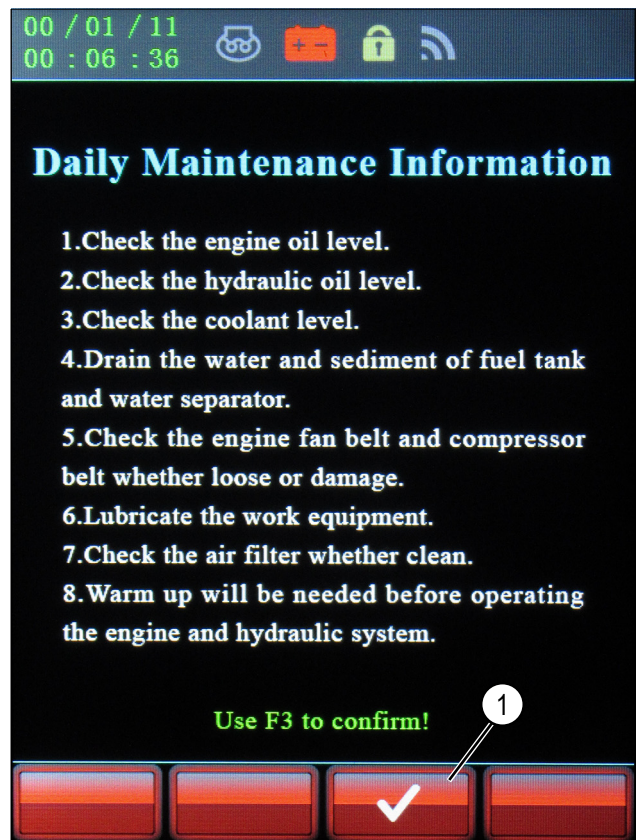 00 / 01 / 11
00 : 06 : 36
Daily Maintenance Information
1.Check the engine oil level.
2.Check the hydraulic oil level.
3.Check the coolant level.
4.Drain the water and sediment of fuel tank
and water separator.
5.Check the engine fan belt and compressor
belt whether loose or damage.
6.Lubricate the work equipment.
7.Check the air filter whether clean.
8.Warm up will be needed before operating
the engine and hydraulic system.
Use F3 to confirm!
1